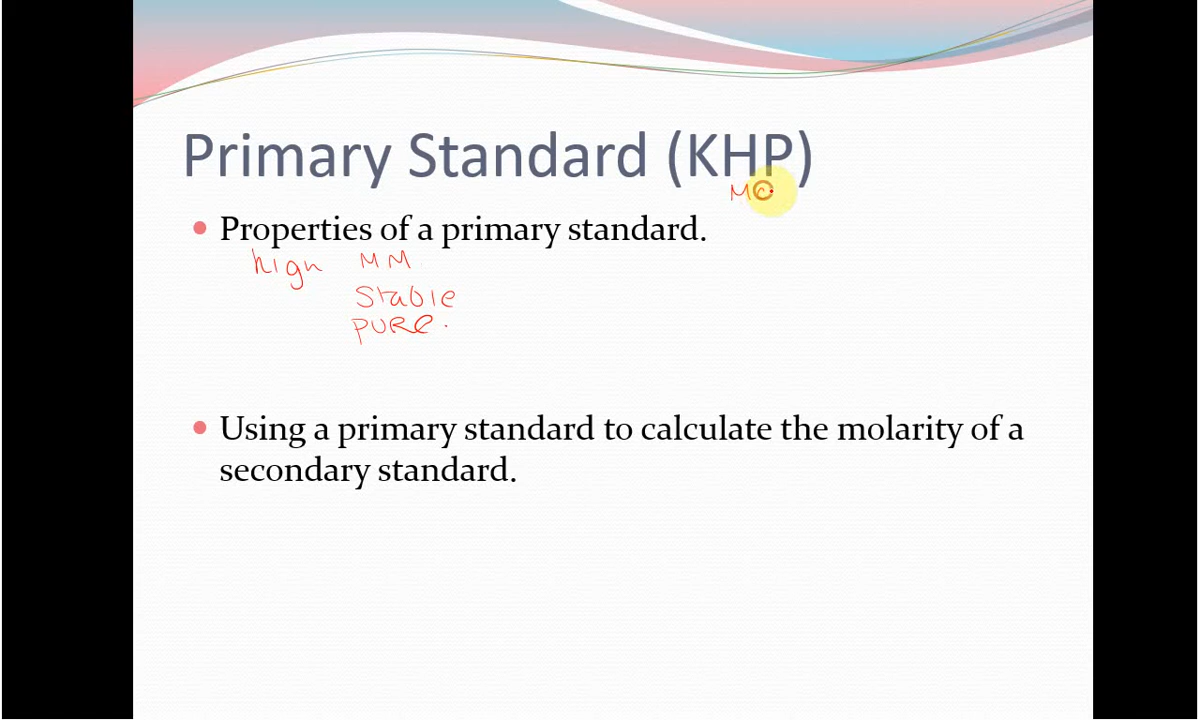 Primary Standard (KHP)
• Properties of a primary standard.
high MM
Stable
PURe.
• Using a primary standard to calculate the molarity of a
secondary standard.